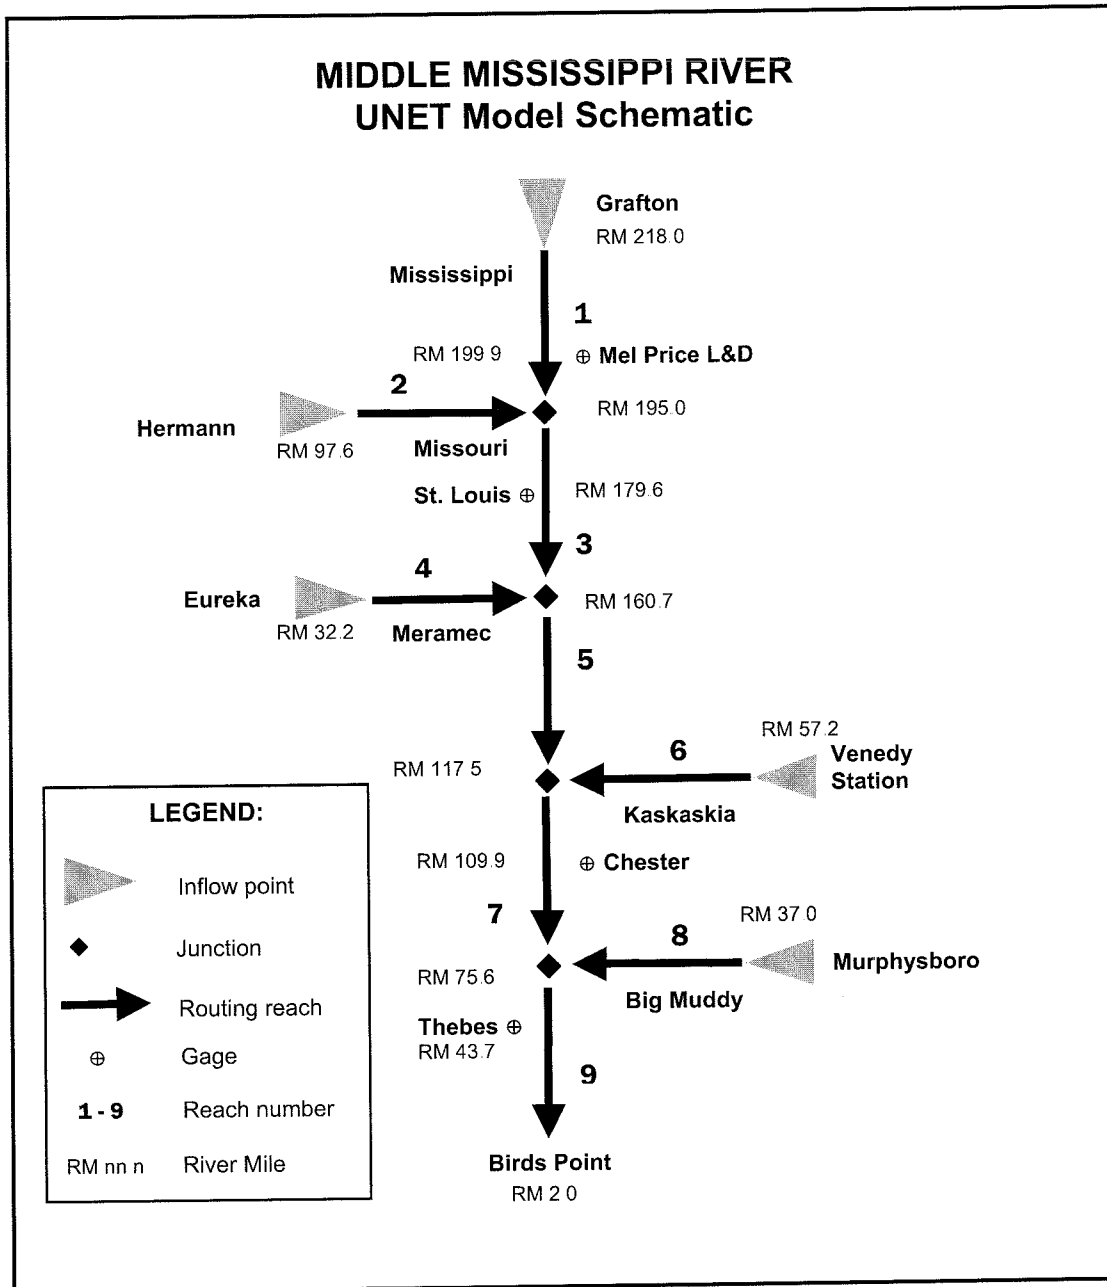 MIDDLE MISSISSIPPI RIVER
UNET Model Schematic
Grafton
RM 218.0
Mississippi
1
RM 199 9
⊕ Mel Price L&D
2
RM 195.0
Hermann
RM 97.6
Missouri
St. Louis ⊕
RM 179.6
3
4
Eureka
RM 160.7
RM 32.2
Meramec
5
RM 57.2
6
Venedy
Station
RM 117 5
Kaskaskia
RM 109.9
⊕ Chester
7
RM 37.0
8
Murphysboro
RM 75.6
Big Muddy
Thebes ⊕
RM 43.7
9
Birds Point
RM 2 0
LEGEND:
Inflow point
Junction
Routing reach
⊕ Gage
1-9 Reach number
RM nn n River Mile